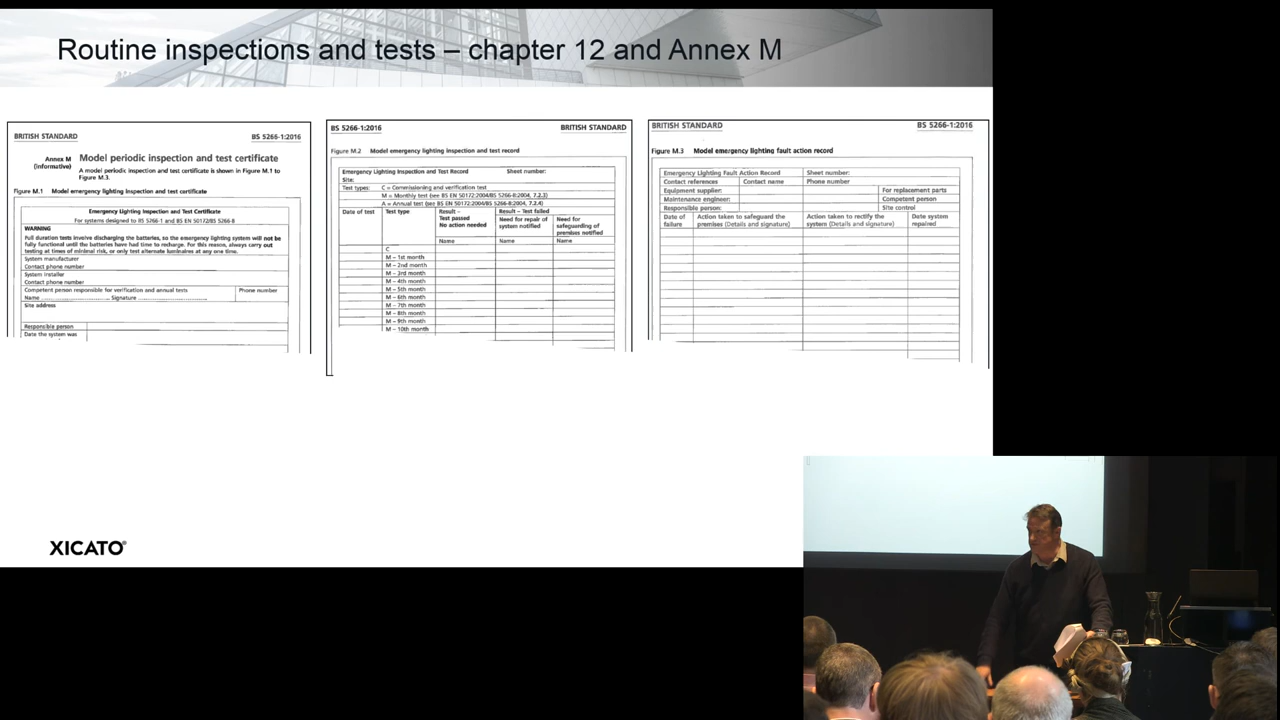 Routine inspections and tests – chapter 12 and Annex M
BRITISH STANDARD
BS 5266-1:2016
Annex M
(informative)
Model periodic inspection and test certificate
A model periodic inspection and test certificate is shown in Figure M.1 to
Figure M.3.
Figure M.1 Model emergency lighting inspection and test certificate
Emergency Lighting Inspection and Test Certificate
For systems designed to BS 5266-1 and BS EN 50172/BS 5266-8
WARNING
Full duration tests involve discharging the batteries, so the emergency lighting system will not be
fully functional until the batteries have had time to recharge. For this reason, always carry out
testing at times of minimal risk, or only test alternate luminaires at any one time.
System manufacturer
Contact phone number
System installer
Contact phone number
Competent person responsible for verification and annual tests
Phone number
Name ........................................ Signature ........................................
Site address
Responsible person
Date the system was
BS 5266-1:2016
BRITISH STANDARD
Figure M.2 Model emergency lighting inspection and test record
Emergency Lighting Inspection and Test Record
Sheet number:
Site:
Test types:
C = Commissioning and verification test
M = Monthly test (see BS EN 50172:2004/BS 5266-8:2004, 7.2.3)
A = Annual test (see BS EN 50172:2004/BS 5266-8:2004, 7.2.4)
Date of test
Test type
Result –
Test passed
No action needed
Result – Test failed
Need for repair of
system notified
Need for
safeguarding of
premises notified
Name
Name
Name
C
M – 1st month
M – 2nd month
M – 3rd month
M – 4th month
M – 5th month
M – 6th month
M – 7th month
M – 8th month
M – 9th month
M – 10th month
BRITISH STANDARD
BS 5266-1:2016
Figure M.3 Model emergency lighting fault action record
Emergency Lighting Fault Action Record
Sheet number:
Contact references
Contact name
Phone number
Equipment supplier:
For replacement parts
Maintenance engineer:
Competent person
Responsible person:
Site control
Date of
failure
Action taken to safeguard the
premises (Details and signature)
Action taken to rectify the
system (Details and signature)
Date system
repaired
XICATO®